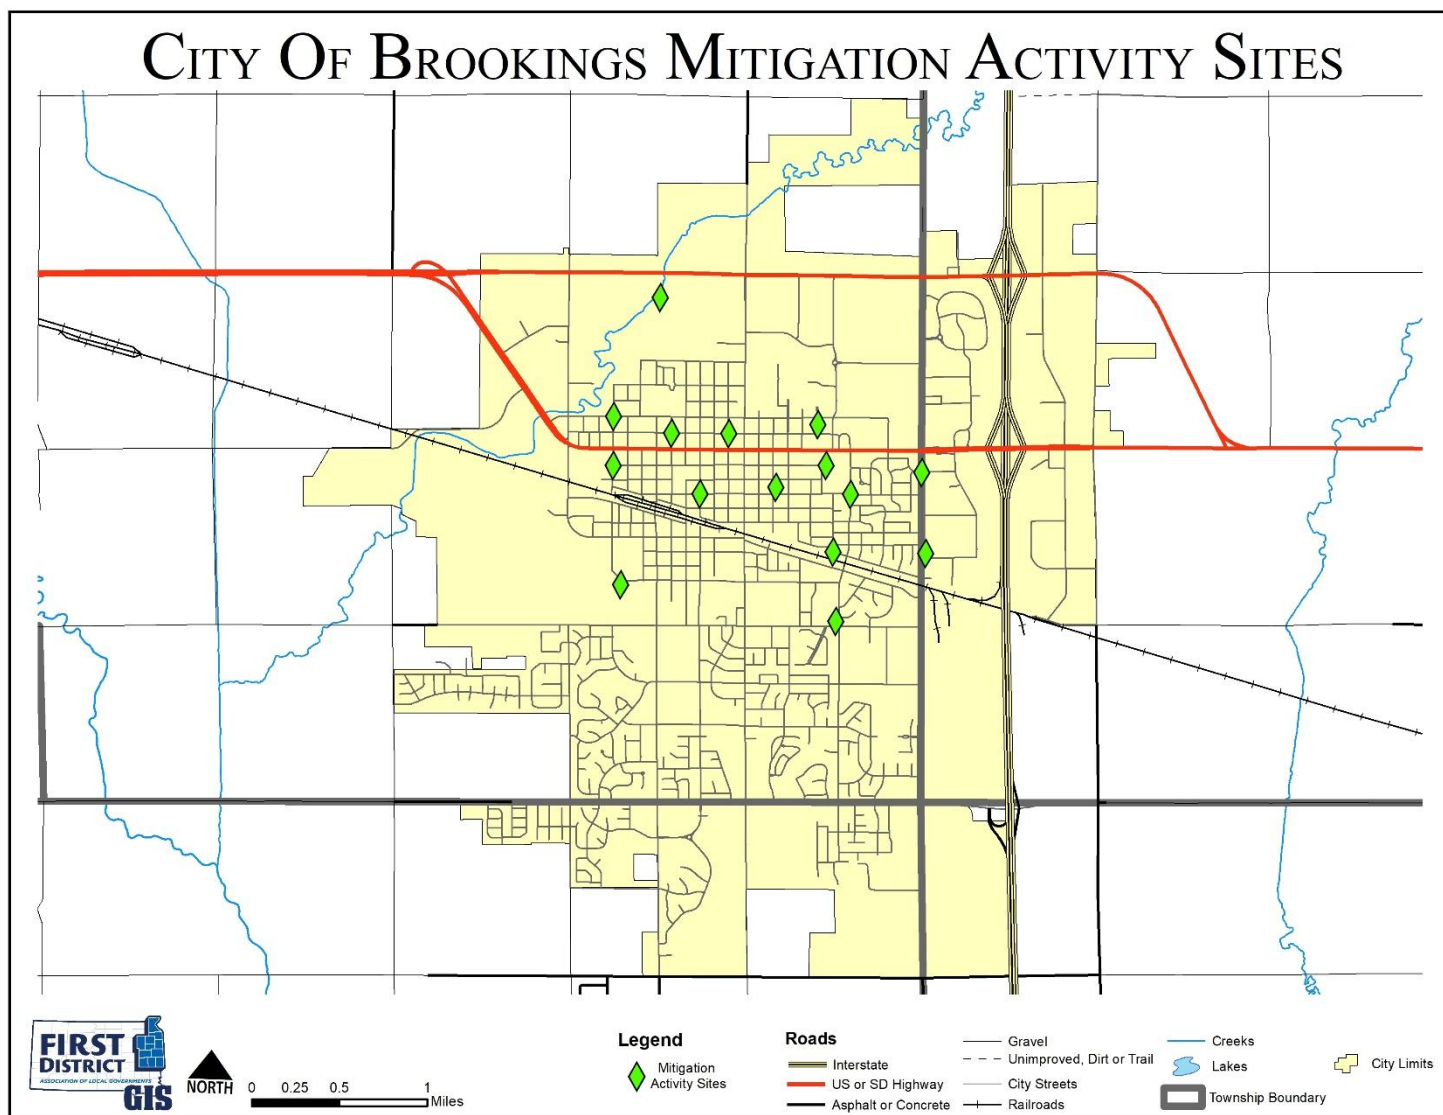 CITY OF BROOKINGS MITIGATION ACTIVITY SITES
FIRST
DISTRICT
ASSOCIATION OF LOCAL GOVERNMENTS
GIS
NORTH
0 0.25 0.5 1
Miles
Legend
Mitigation
Activity Sites
Roads
Interstate
US or SD Highway
Asphalt or Concrete
Gravel
Unimproved, Dirt or Trail
City Streets
Railroads
Creeks
Lakes
Township Boundary
City Limits